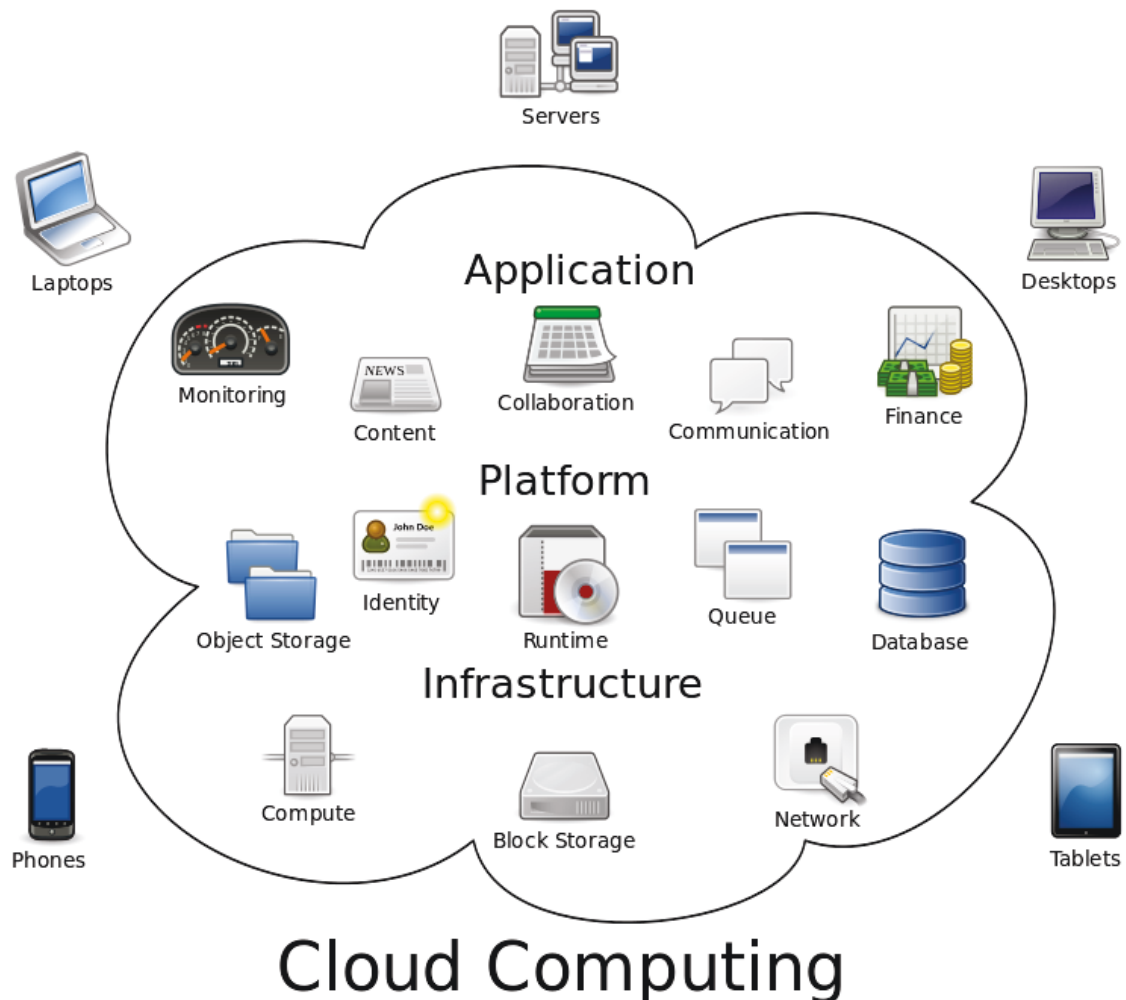 Servers
Laptops
Desktops
Application
Monitoring
NEWS
Content
Collaboration
Communication
Finance
Platform
Object Storage
John Doe
Identity
Runtime
Queue
Database
Infrastructure
Compute
Block Storage
Network
Phones
Tablets
Cloud Computing